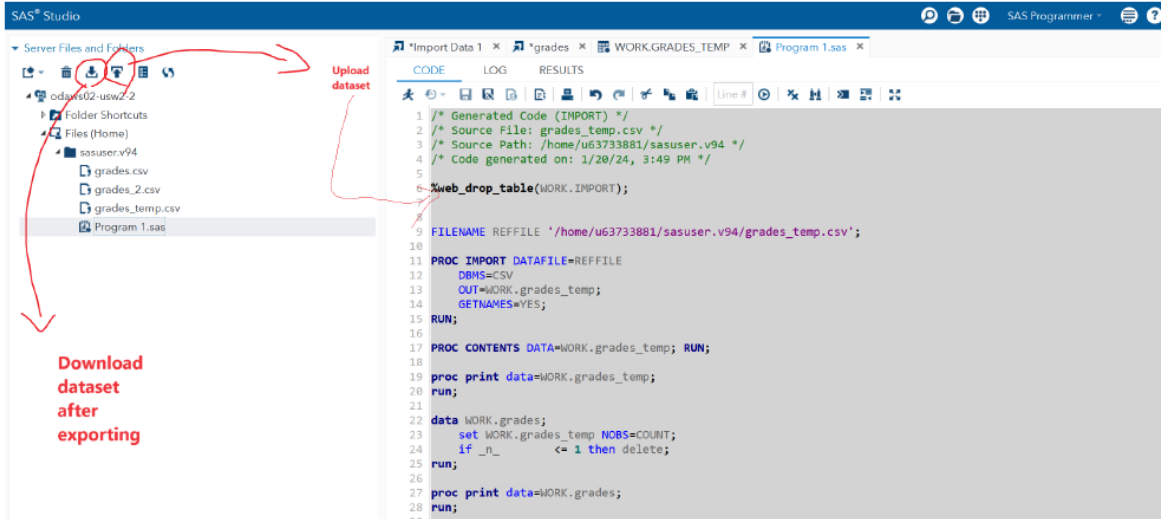 SAS® Studio
SAS Programmer
Server Files and Folders
odaws02-usw2-2
Folder Shortcuts
Files (Home)
sasuser.v94
grades.csv
grades_2.csv
grades_temp.csv
Program 1.sas
Upload
dataset
Download
dataset
after
exporting
*Import Data 1 × *grades × WORK.GRADES_TEMP × Program 1.sas ×
CODE LOG RESULTS
Line #
1 /* Generated Code (IMPORT) */
2 /* Source File: grades_temp.csv */
3 /* Source Path: /home/u63733881/sasuser.v94 */
4 /* Code generated on: 1/20/24, 3:49 PM */
5
6 %web_drop_table(WORK.IMPORT);
7
8
9 FILENAME REFFILE '/home/u63733881/sasuser.v94/grades_temp.csv';
10
11 PROC IMPORT DATAFILE=REFFILE
12 DBMS=CSV
13 OUT=WORK.grades_temp;
14 GETNAMES=YES;
15 RUN;
16
17 PROC CONTENTS DATA=WORK.grades_temp; RUN;
18
19 proc print data=WORK.grades_temp;
20 run;
21
22 data WORK.grades;
23 set WORK.grades_temp NOBS=COUNT;
24 if _n_ <= 1 then delete;
25 run;
26
27 proc print data=WORK.grades;
28 run;